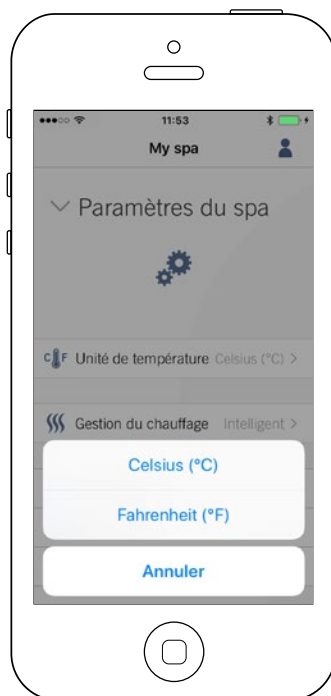 11:53
My spa
Paramètres du spa
C F Unité de température Celsius (°C) >
Gestion du chauffage Intelligent >
Celsius (°C)
Fahrenheit (°F)
Annuler